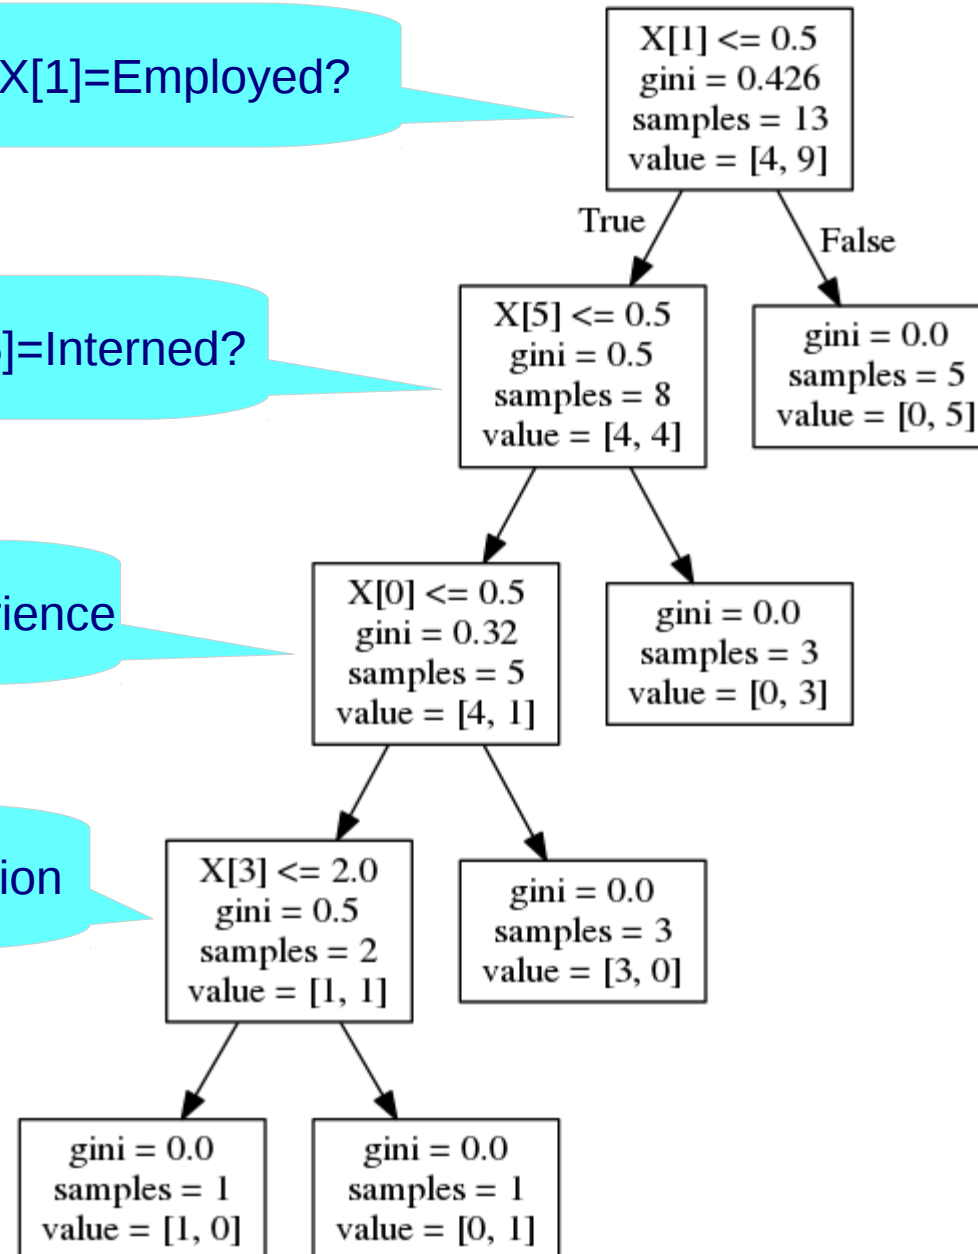 X[1]=Employed?
X[1] <= 0.5
gini = 0.426
samples = 13
value = [4, 9]
True
False
]=Interned?
X[5] <= 0.5
gini = 0.5
samples = 8
value = [4, 4]
gini = 0.0
samples = 5
value = [0, 5]
ience
X[0] <= 0.5
gini = 0.32
samples = 5
value = [4, 1]
gini = 0.0
samples = 3
value = [0, 3]
ion
X[3] <= 2.0
gini = 0.5
samples = 2
value = [1, 1]
gini = 0.0
samples = 3
value = [3, 0]
gini = 0.0
samples = 1
value = [1, 0]
gini = 0.0
samples = 1
value = [0, 1]